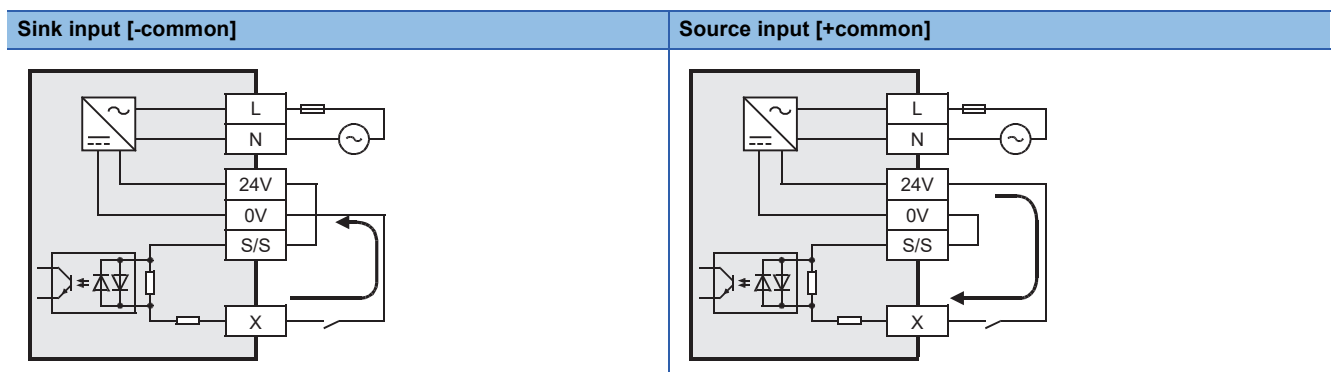 Sink input [-common]
Source input [+common]
L
N
24V
0V
S/S
X
L
N
24V
0V
S/S
X